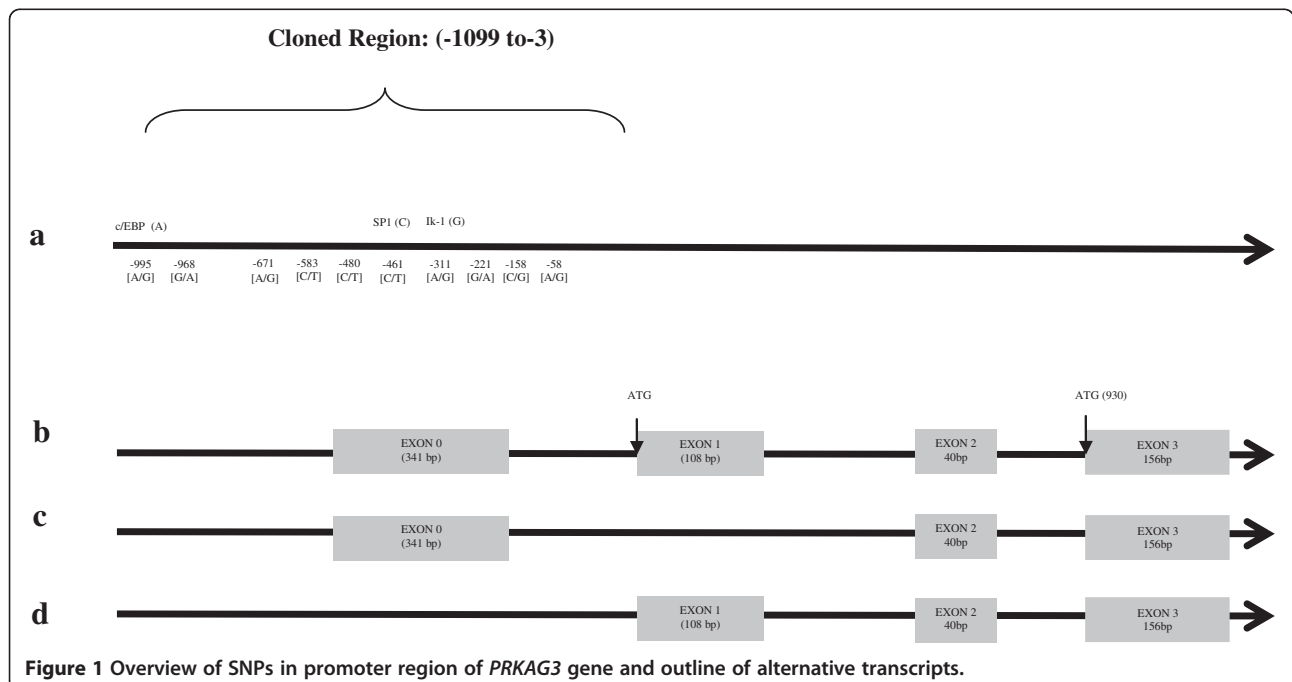 Cloned Region: (-1099 to-3)
c/EBP (A) SP1 (C) Ik-1 (G)
a
-995 -968 -671 -583 -480 -461 -311 -221 -158 -58
[A/G] [G/A] [A/G] [C/T] [C/T] [C/T] [A/G] [G/A] [C/G] [A/G]
ATG ATG (930)
b
EXON 0 EXON 1 EXON 2 EXON 3
(341 bp) (108 bp) 40bp 156bp
c
EXON 0 EXON 2 EXON 3
(341 bp) 40bp 156bp
d
EXON 1 EXON 2 EXON 3
(108 bp) 40bp 156bp
Figure 1 Overview of SNPs in promoter region of PRKAG3 gene and outline of alternative transcripts.